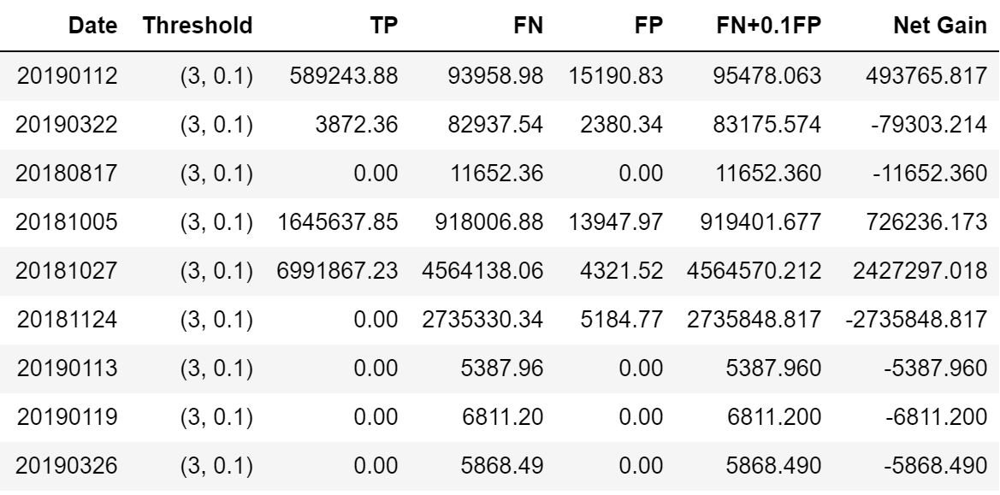 Date Threshold TP FN FP FN+0.1FP Net Gain
20190112 (3, 0.1) 589243.88 93958.98 15190.83 95478.063 493765.817
20190322 (3, 0.1) 3872.36 82937.54 2380.34 83175.574 -79303.214
20180817 (3, 0.1) 0.00 11652.36 0.00 11652.360 -11652.360
20181005 (3, 0.1) 1645637.85 918006.88 13947.97 919401.677 726236.173
20181027 (3, 0.1) 6991867.23 4564138.06 4321.52 4564570.212 2427297.018
20181124 (3, 0.1) 0.00 2735330.34 5184.77 2735848.817 -2735848.817
20190113 (3, 0.1) 0.00 5387.96 0.00 5387.960 -5387.960
20190119 (3, 0.1) 0.00 6811.20 0.00 6811.200 -6811.200
20190326 (3, 0.1) 0.00 5868.49 0.00 5868.490 -5868.490